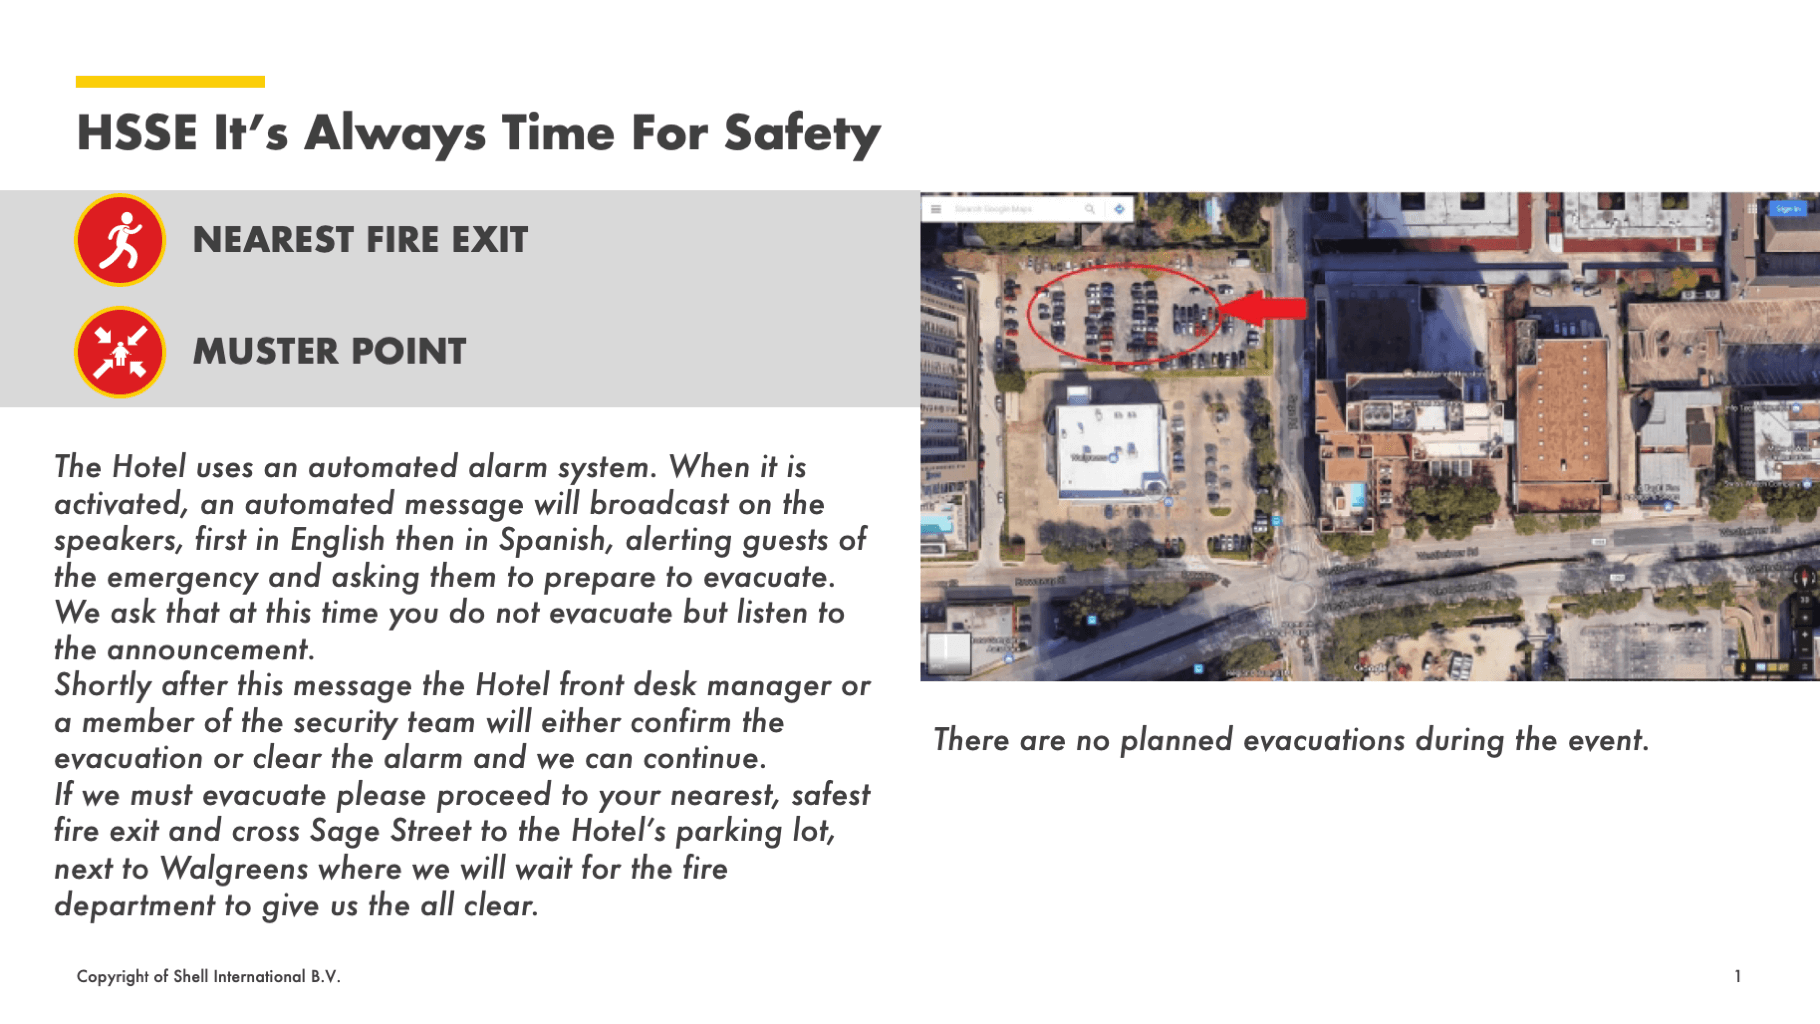 HSSE It’s Always Time For Safety
NEAREST FIRE EXIT
MUSTER POINT
The Hotel uses an automated alarm system. When it is
activated, an automated message will broadcast on the
speakers, first in English then in Spanish, alerting guests of
the emergency and asking them to prepare to evacuate.
We ask that at this time you do not evacuate but listen to
the announcement.
Shortly after this message the Hotel front desk manager or
a member of the security team will either confirm the
evacuation or clear the alarm and we can continue.
If we must evacuate please proceed to your nearest, safest
fire exit and cross Sage Street to the Hotel’s parking lot,
next to Walgreens where we will wait for the fire
department to give us the all clear.
Search Google Maps
Sign in
Sage Rd
Walgreens
Westheimer Rd
Westheimer Rd
Google
There are no planned evacuations during the event.
Copyright of Shell International B.V.
1